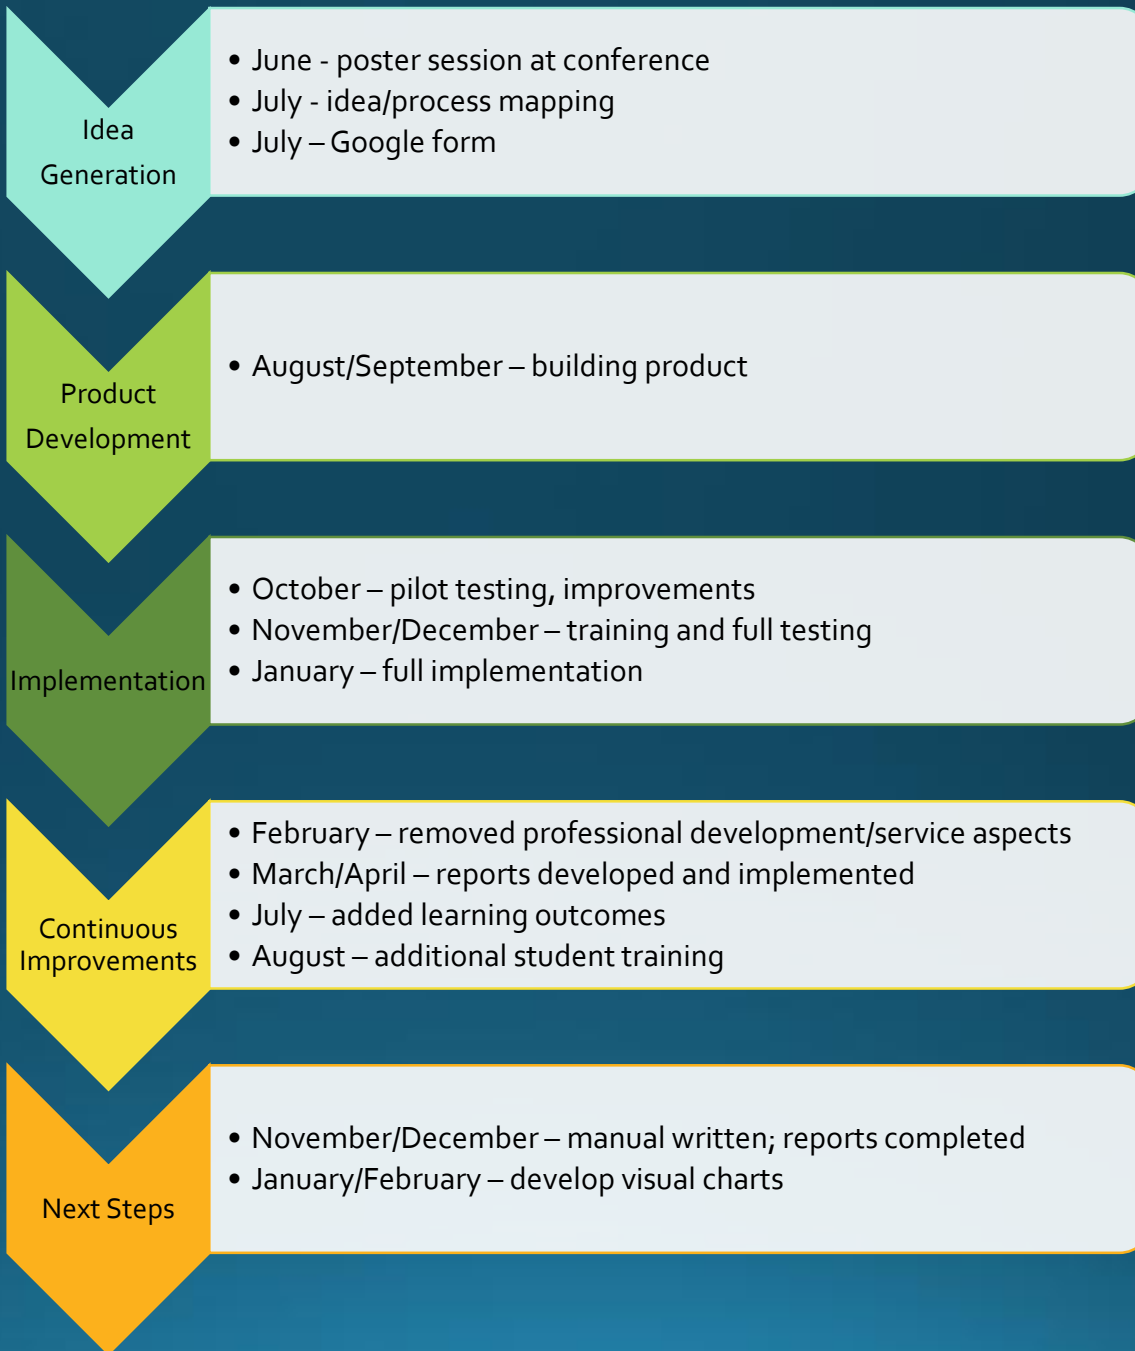 Idea
Generation
• June - poster session at conference
• July - idea/process mapping
• July – Google form
Product
Development
• August/September – building product
Implementation
• October – pilot testing, improvements
• November/December – training and full testing
• January – full implementation
Continuous
Improvements
• February – removed professional development/service aspects
• March/April – reports developed and implemented
• July – added learning outcomes
• August – additional student training
Next Steps
• November/December – manual written; reports completed
• January/February – develop visual charts